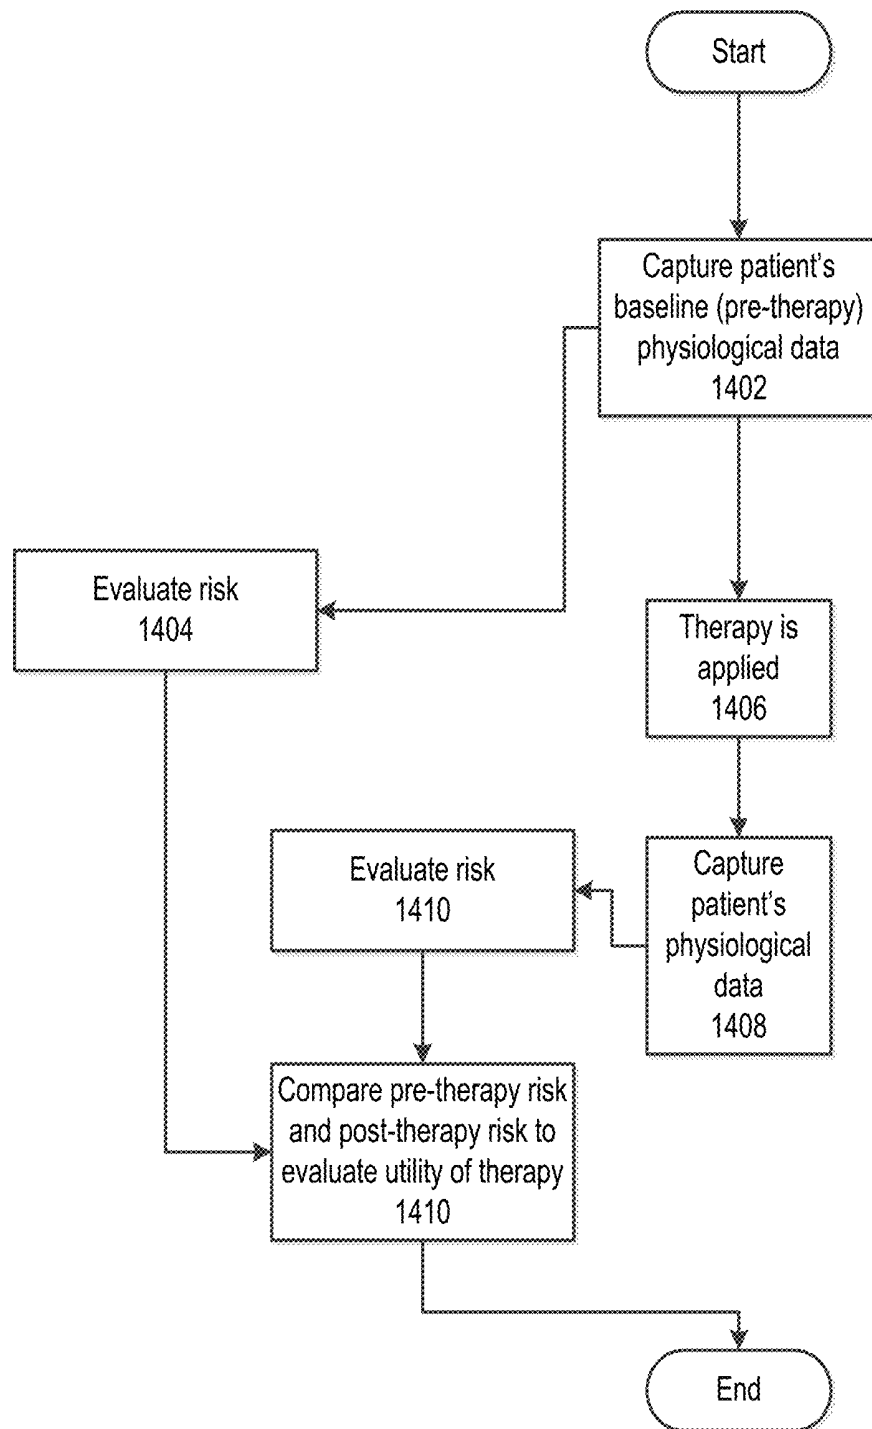 Start
Capture patient's
baseline (pre-therapy)
physiological data
1402
Evaluate risk
1404
Therapy is
applied
1406
Capture
patient's
physiological
data
1408
Evaluate risk
1410
Compare pre-therapy risk
and post-therapy risk to
evaluate utility of therapy
1410
End